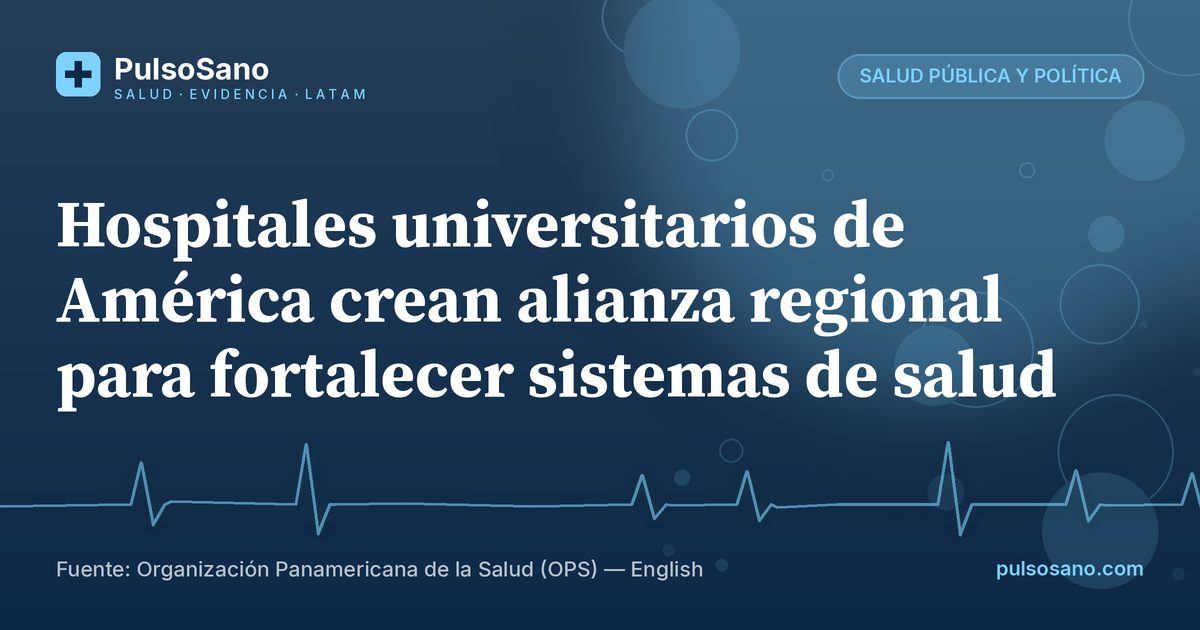 PulsoSano
SALUD · EVIDENCIA · LATAM
SALUD PÚBLICA Y POLÍTICA
Hospitales universitarios de
América crean alianza regional
para fortalecer sistemas de salud
Fuente: Organización Panamericana de la Salud (OPS) — English
pulsosano.com